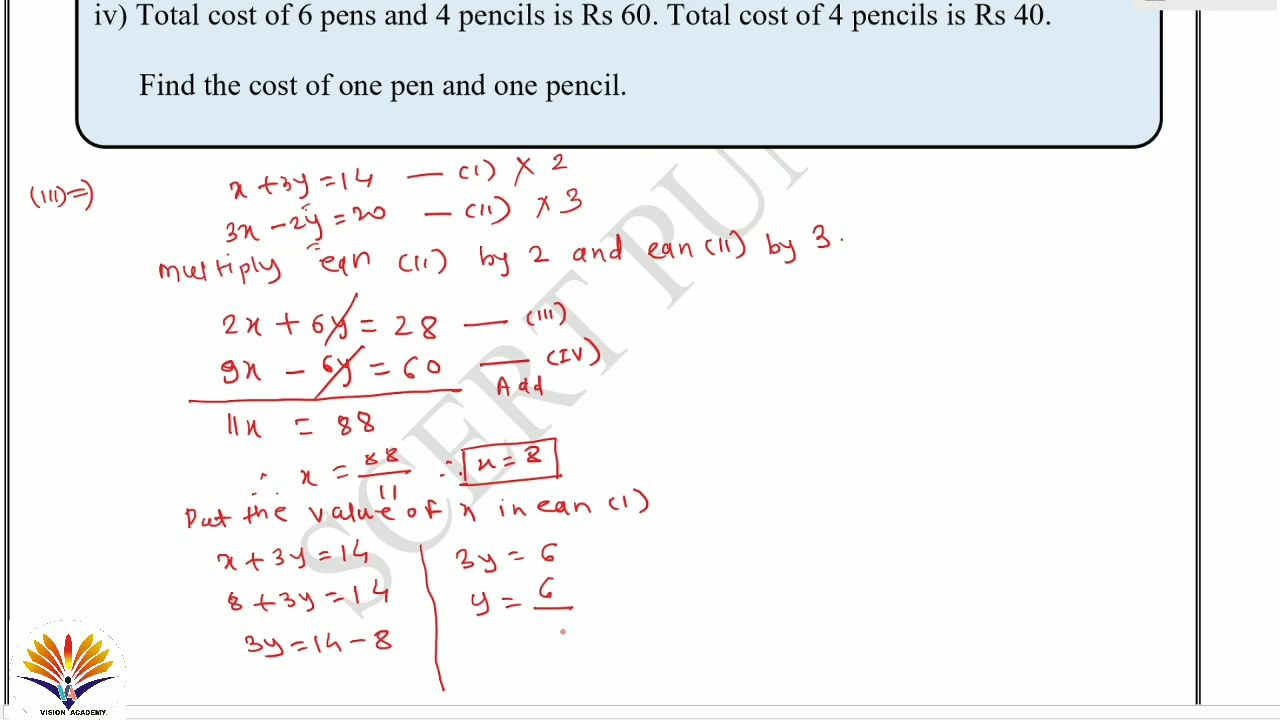 iv) Total cost of 6 pens and 4 pencils is Rs 60. Total cost of 4 pencils is Rs 40.
Find the cost of one pen and one pencil.
(III)⇒) x + 3y = 14 — (I) × 2
3x - 2y = 20 — (II) × 3
multiply eqn (II) by 2 and eqn (II) by 3.
2x + 6y = 28 — (III)
9x - 6y = 60 — (IV)
Add
11x = 88
∴ x = 88/11 ∴ x = 8
Put the value of x in eqn (I)
x + 3y = 14
8 + 3y = 14
3y = 14 - 8
3y = 6
y = 6
SCERT PU
VISION ACADEMY
VA